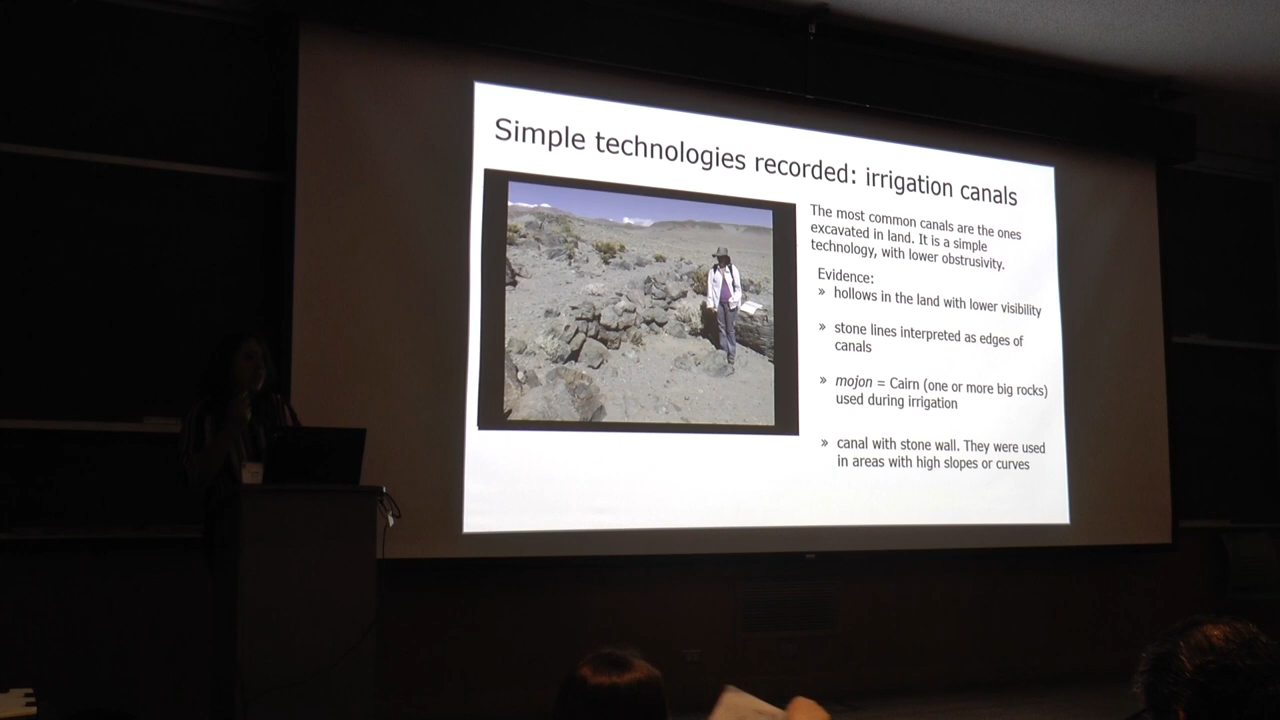 Simple technologies recorded: irrigation canals
The most common canals are the ones
excavated in land. It is a simple
technology, with lower obstrusivity.
Evidence:
» hollows in the land with lower visibility
» stone lines interpreted as edges of
canals
» mojon = Cairn (one or more big rocks)
used during irrigation
» canal with stone wall. They were used
in areas with high slopes or curves